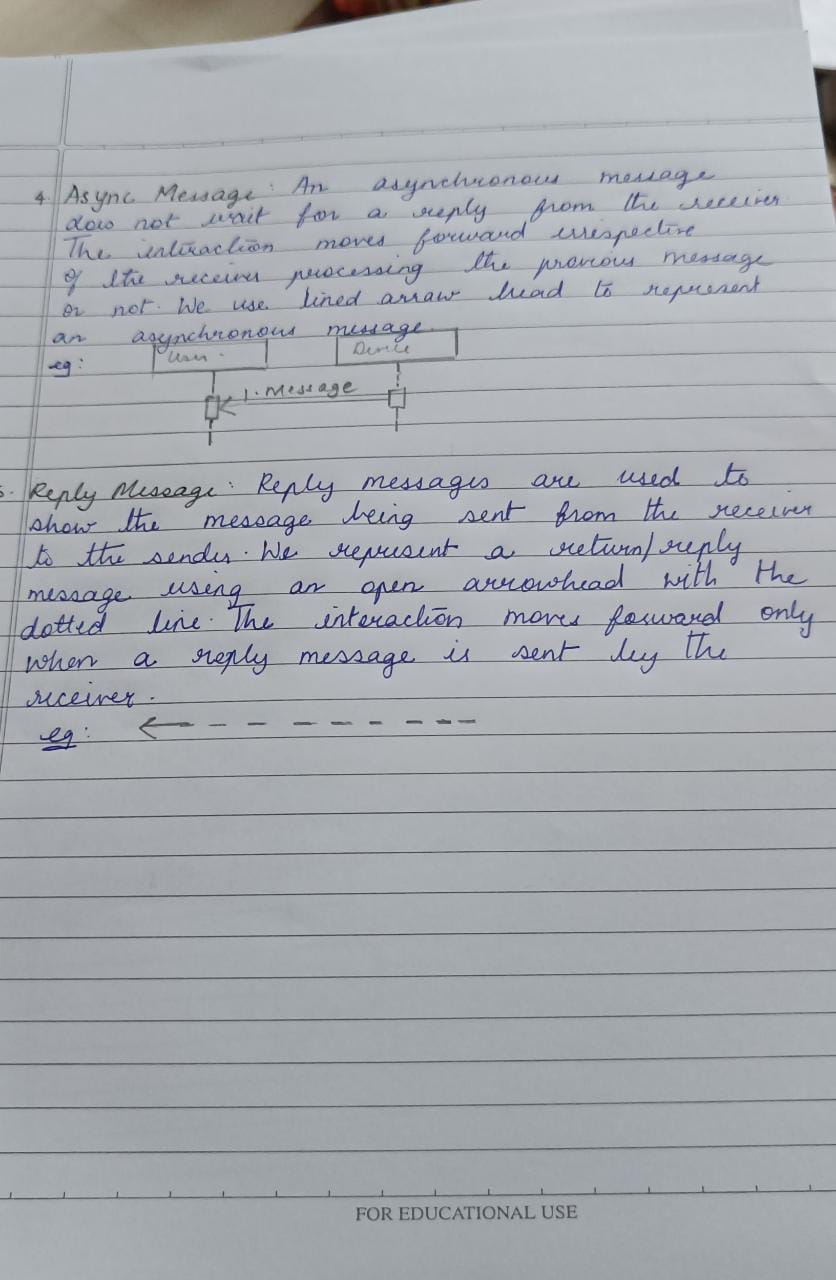 4. Async Message: An asynchronous message
does not wait for a reply from the receiver.
The interaction moves forward irrespective
of the receiver processing the previous message
or not. We use lined arraw head to represent
an asynchronous message.
eg: User. Device
1. Message
5. Reply Message: Reply messages are used to
show the message being sent from the receiver
to the sender. We represent a return/reply
message using an open arrowhead with the
dotted line. The interaction moves forward only
when a reply message is sent by the
receiver.
eg:
FOR EDUCATIONAL USE